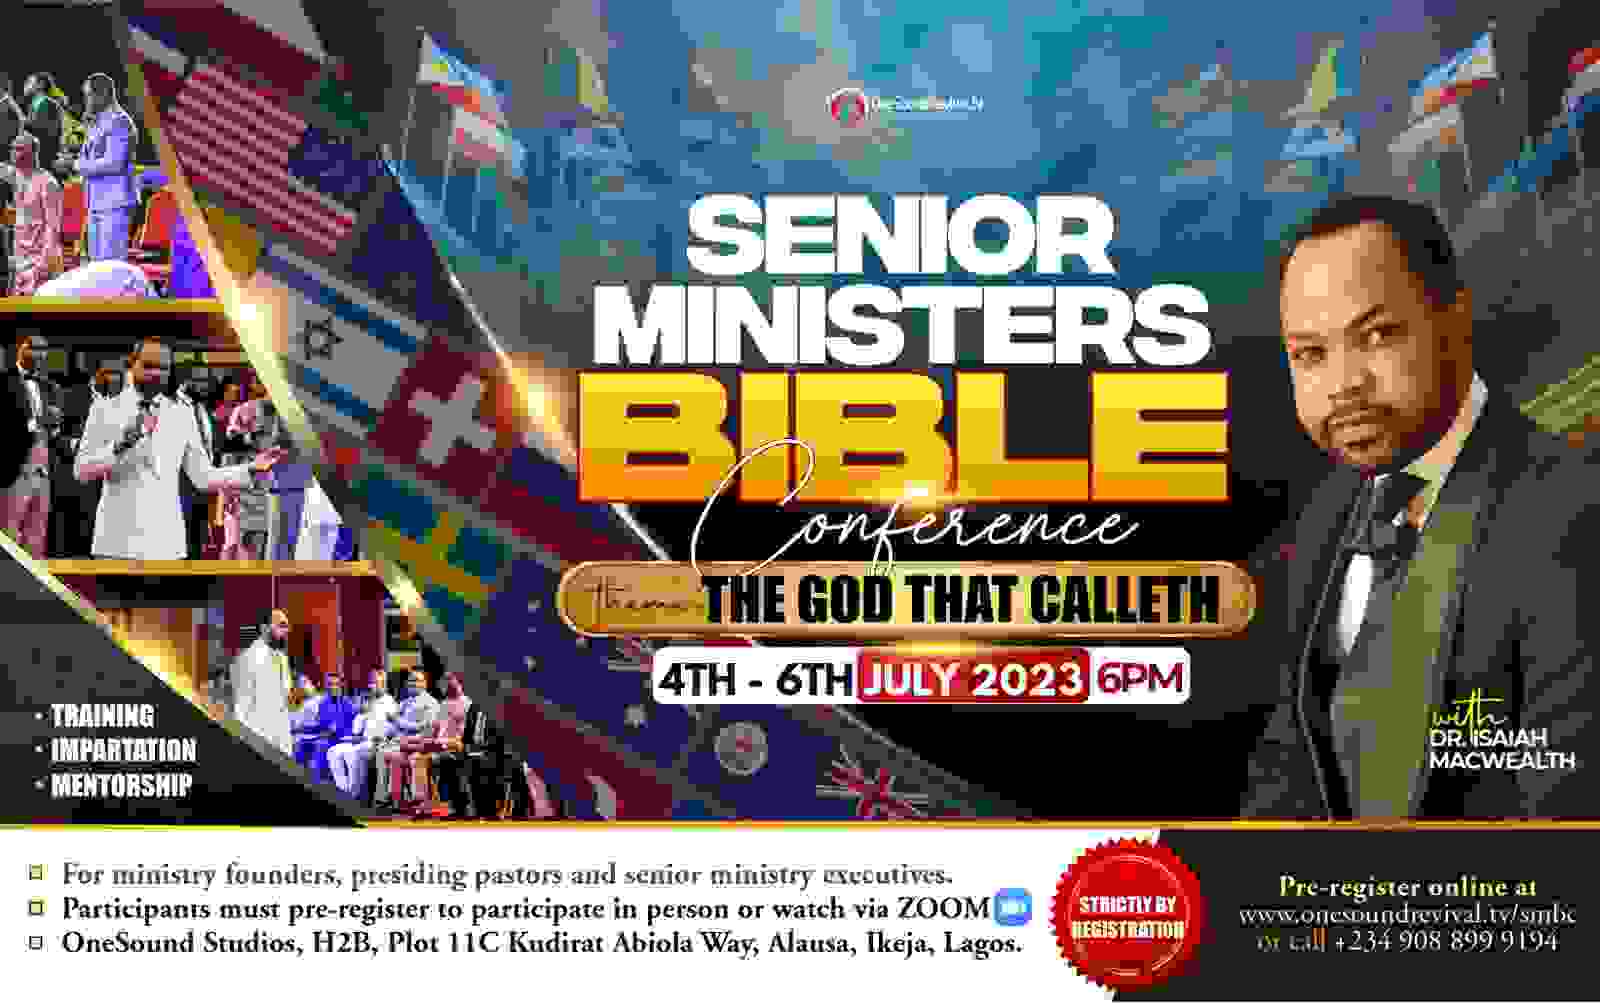 SENIOR
MINISTERS
BIBLE
Conference
theme: THE GOD THAT CALLETH
4TH - 6TH JULY 2023 6PM
with
DR. ISAIAH
MACWEALTH
· TRAINING
· IMPARTATION
· MENTORSHIP
For ministry founders, presiding pastors and senior ministry executives.
Participants must pre-register to participate in person or watch via ZOOM
OneSound Studios, H2B, Plot 11C Kudirat Abiola Way, Alausa, Ikeja, Lagos.
STRICTLY BY
REGISTRATION
Pre-register online at
www.onesoundrevival.tv/smbc
or call +234 908 899 9194